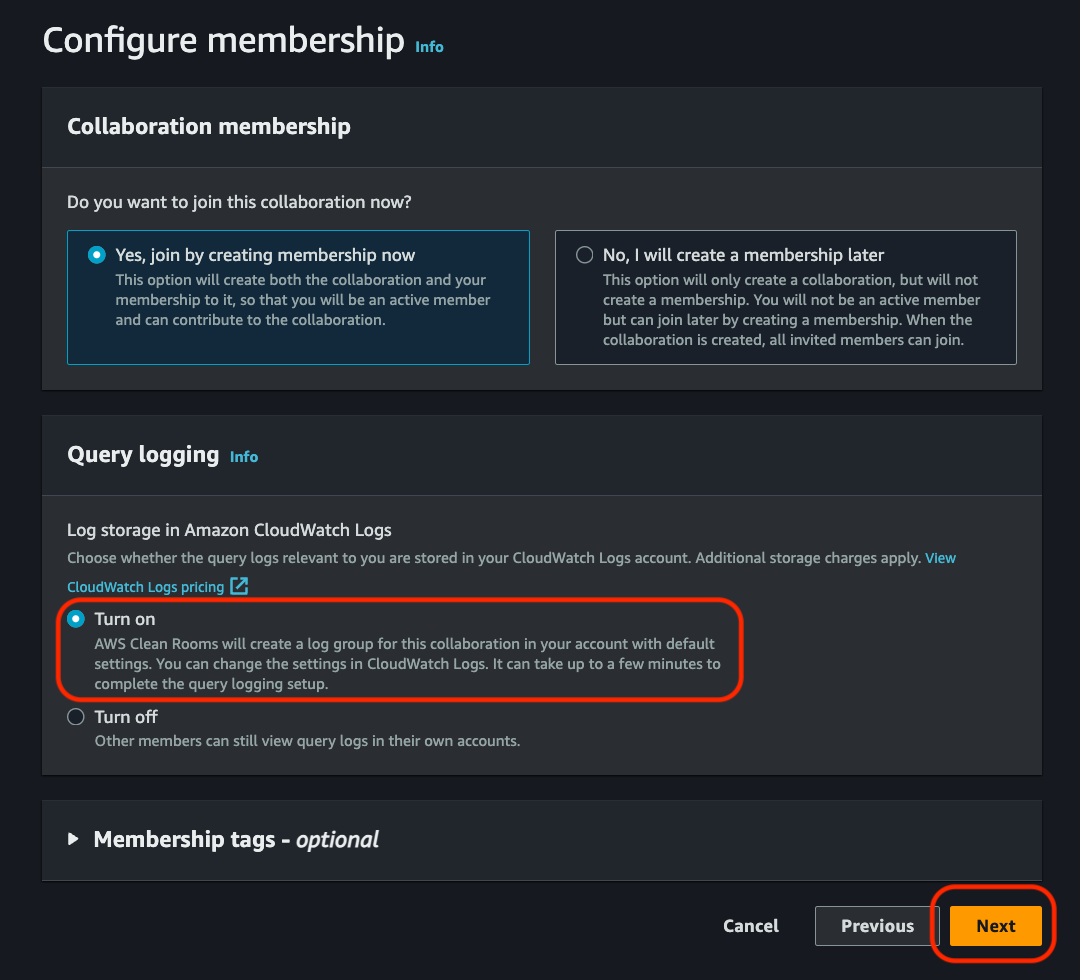 Configure membership Info
Collaboration membership
Do you want to join this collaboration now?
Yes, join by creating membership now
This option will create both the collaboration and your
membership to it, so that you will be an active member
and can contribute to the collaboration.
No, I will create a membership later
This option will only create a collaboration, but will not
create a membership. You will not be an active member
but can join later by creating a membership. When the
collaboration is created, all invited members can join.
Query logging Info
Log storage in Amazon CloudWatch Logs
Choose whether the query logs relevant to you are stored in your CloudWatch Logs account. Additional storage charges apply. View
CloudWatch Logs pricing
Turn on
AWS Clean Rooms will create a log group for this collaboration in your account with default
settings. You can change the settings in CloudWatch Logs. It can take up to a few minutes to
complete the query logging setup.
Turn off
Other members can still view query logs in their own accounts.
Membership tags - optional
Cancel Previous Next